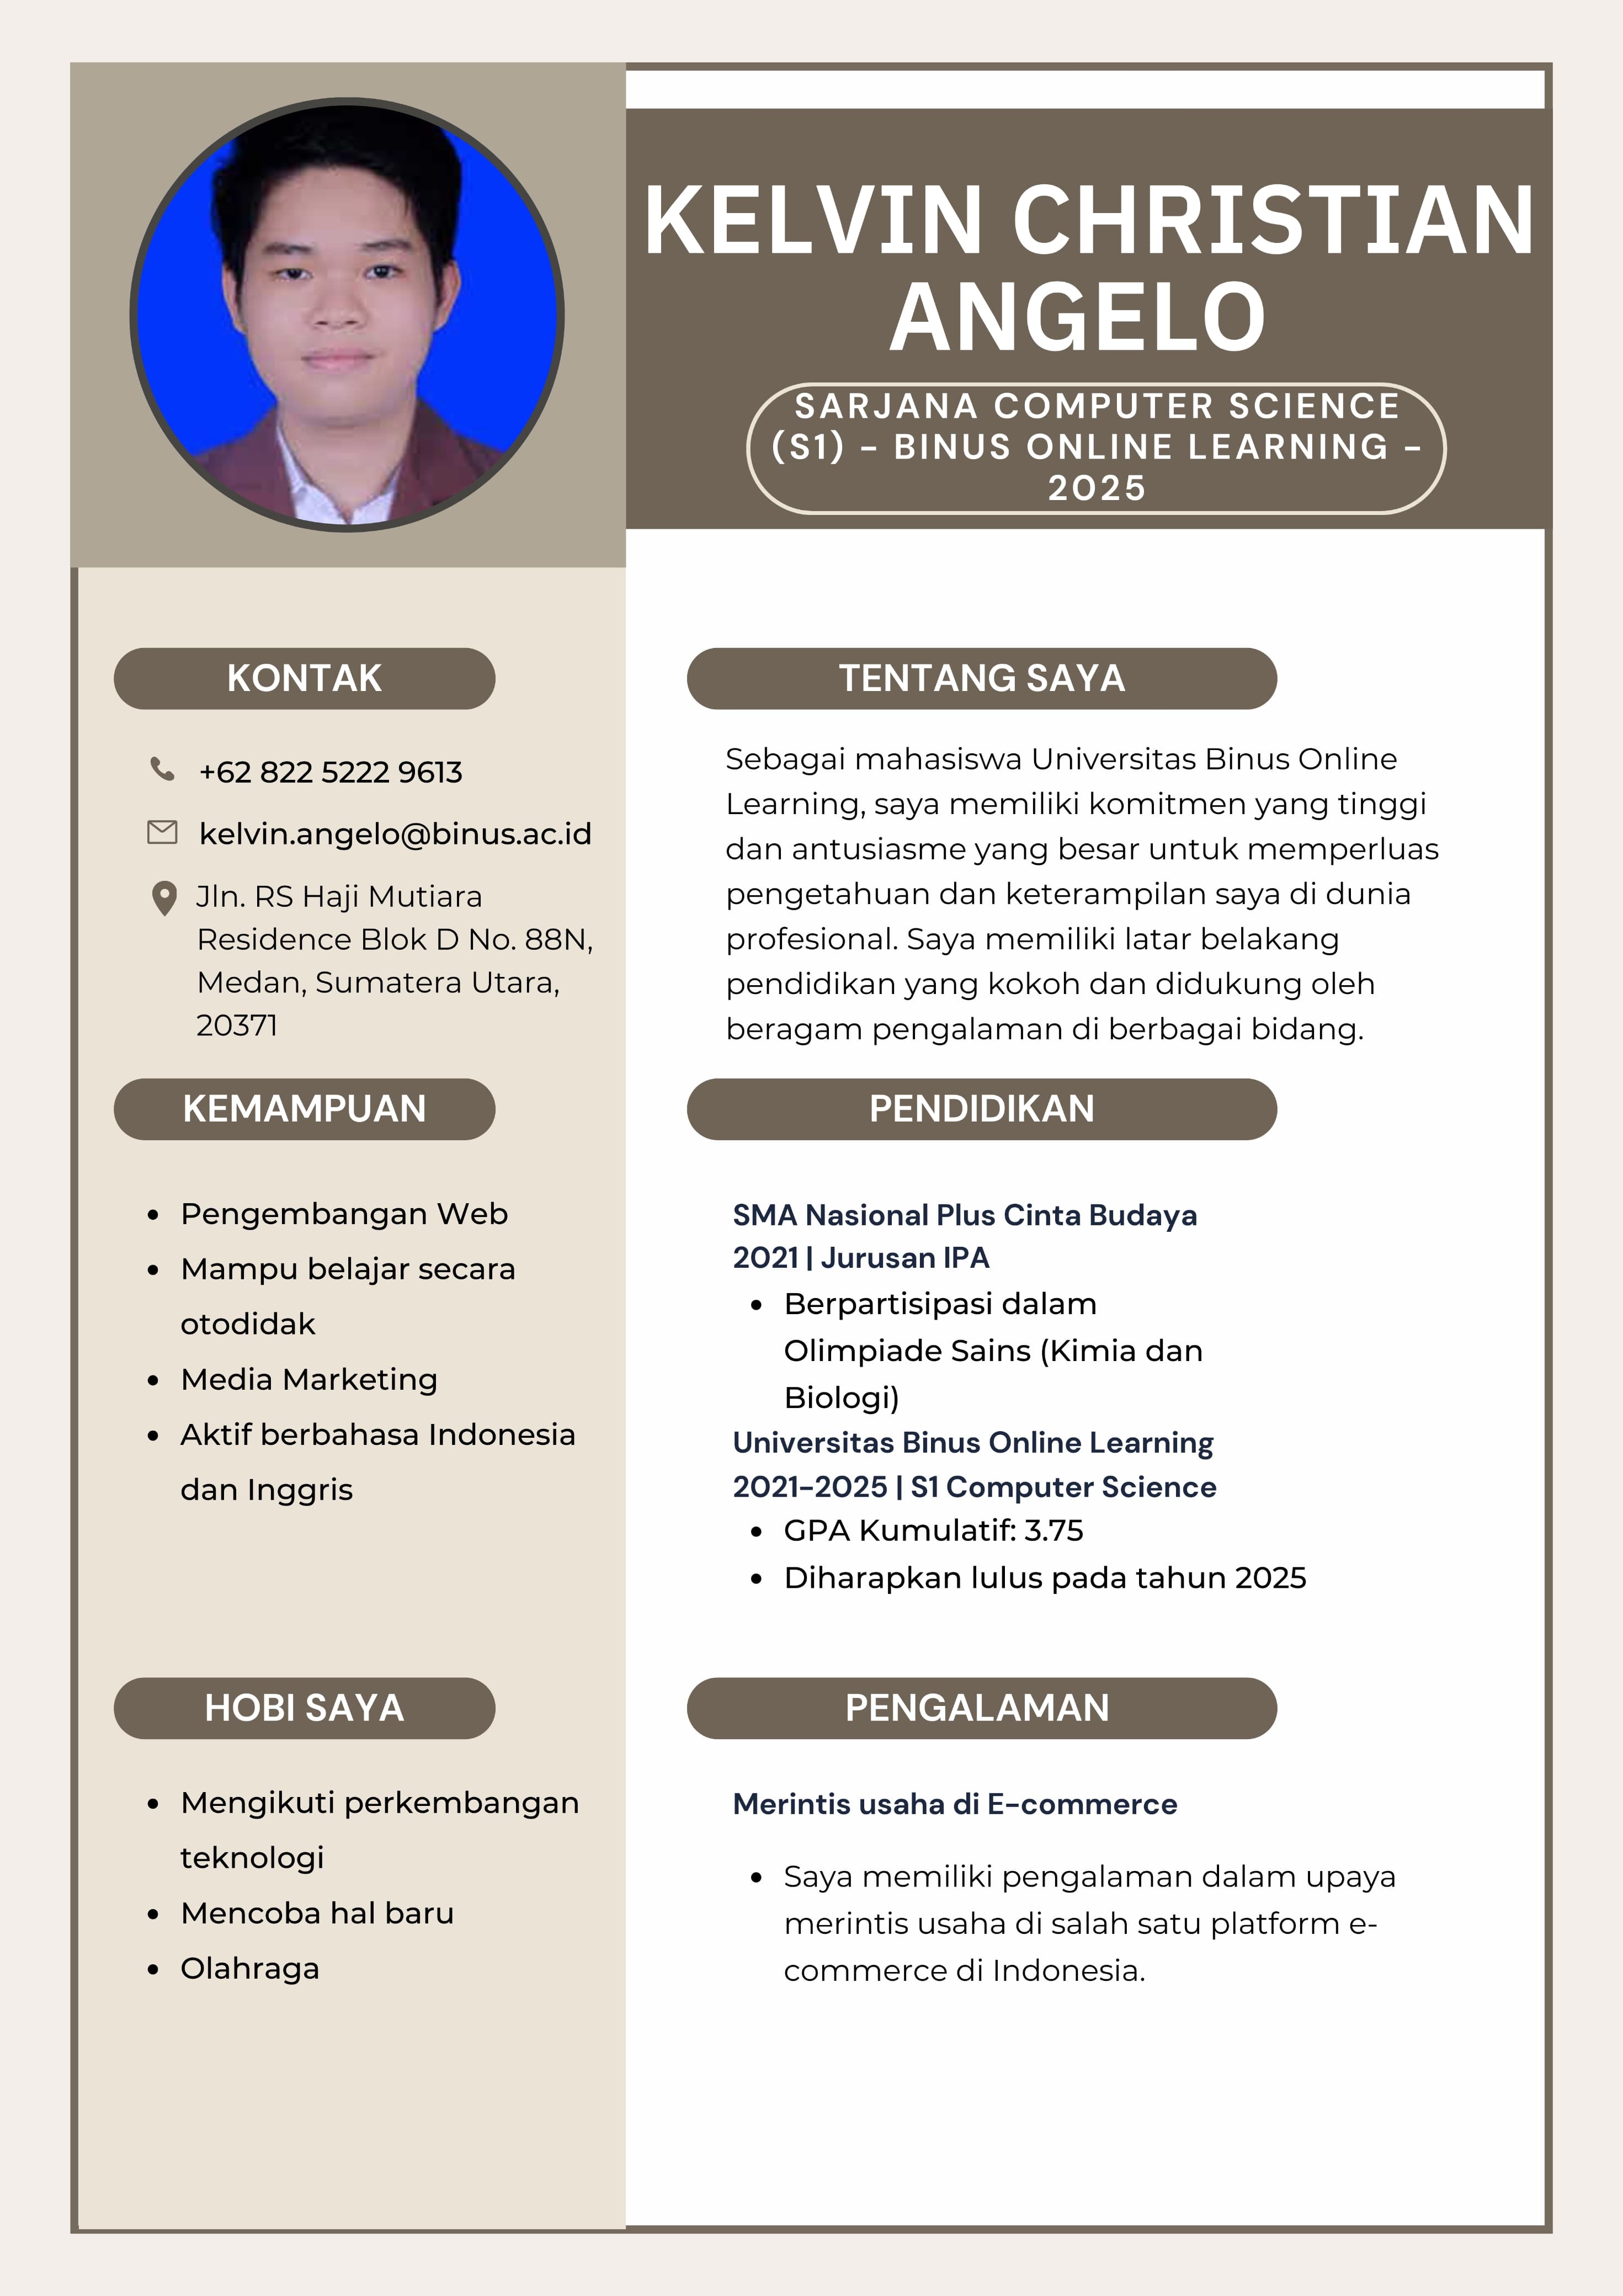 KELVIN CHRISTIAN
ANGELO
SARJANA COMPUTER SCIENCE
(S1) - BINUS ONLINE LEARNING -
2025
KONTAK
+62 822 5222 9613
kelvin.angelo@binus.ac.id
Jln. RS Haji Mutiara
Residence Blok D No. 88N,
Medan, Sumatera Utara,
20371
KEMAMPUAN
• Pengembangan Web
• Mampu belajar secara
otodidak
• Media Marketing
• Aktif berbahasa Indonesia
dan Inggris
HOBI SAYA
• Mengikuti perkembangan
teknologi
• Mencoba hal baru
• Olahraga
TENTANG SAYA
Sebagai mahasiswa Universitas Binus Online
Learning, saya memiliki komitmen yang tinggi
dan antusiasme yang besar untuk memperluas
pengetahuan dan keterampilan saya di dunia
profesional. Saya memiliki latar belakang
pendidikan yang kokoh dan didukung oleh
beragam pengalaman di berbagai bidang.
PENDIDIKAN
SMA Nasional Plus Cinta Budaya
2021 | Jurusan IPA
• Berpartisipasi dalam
Olimpiade Sains (Kimia dan
Biologi)
Universitas Binus Online Learning
2021-2025 | S1 Computer Science
• GPA Kumulatif: 3.75
• Diharapkan lulus pada tahun 2025
PENGALAMAN
Merintis usaha di E-commerce
• Saya memiliki pengalaman dalam upaya
merintis usaha di salah satu platform e-
commerce di Indonesia.